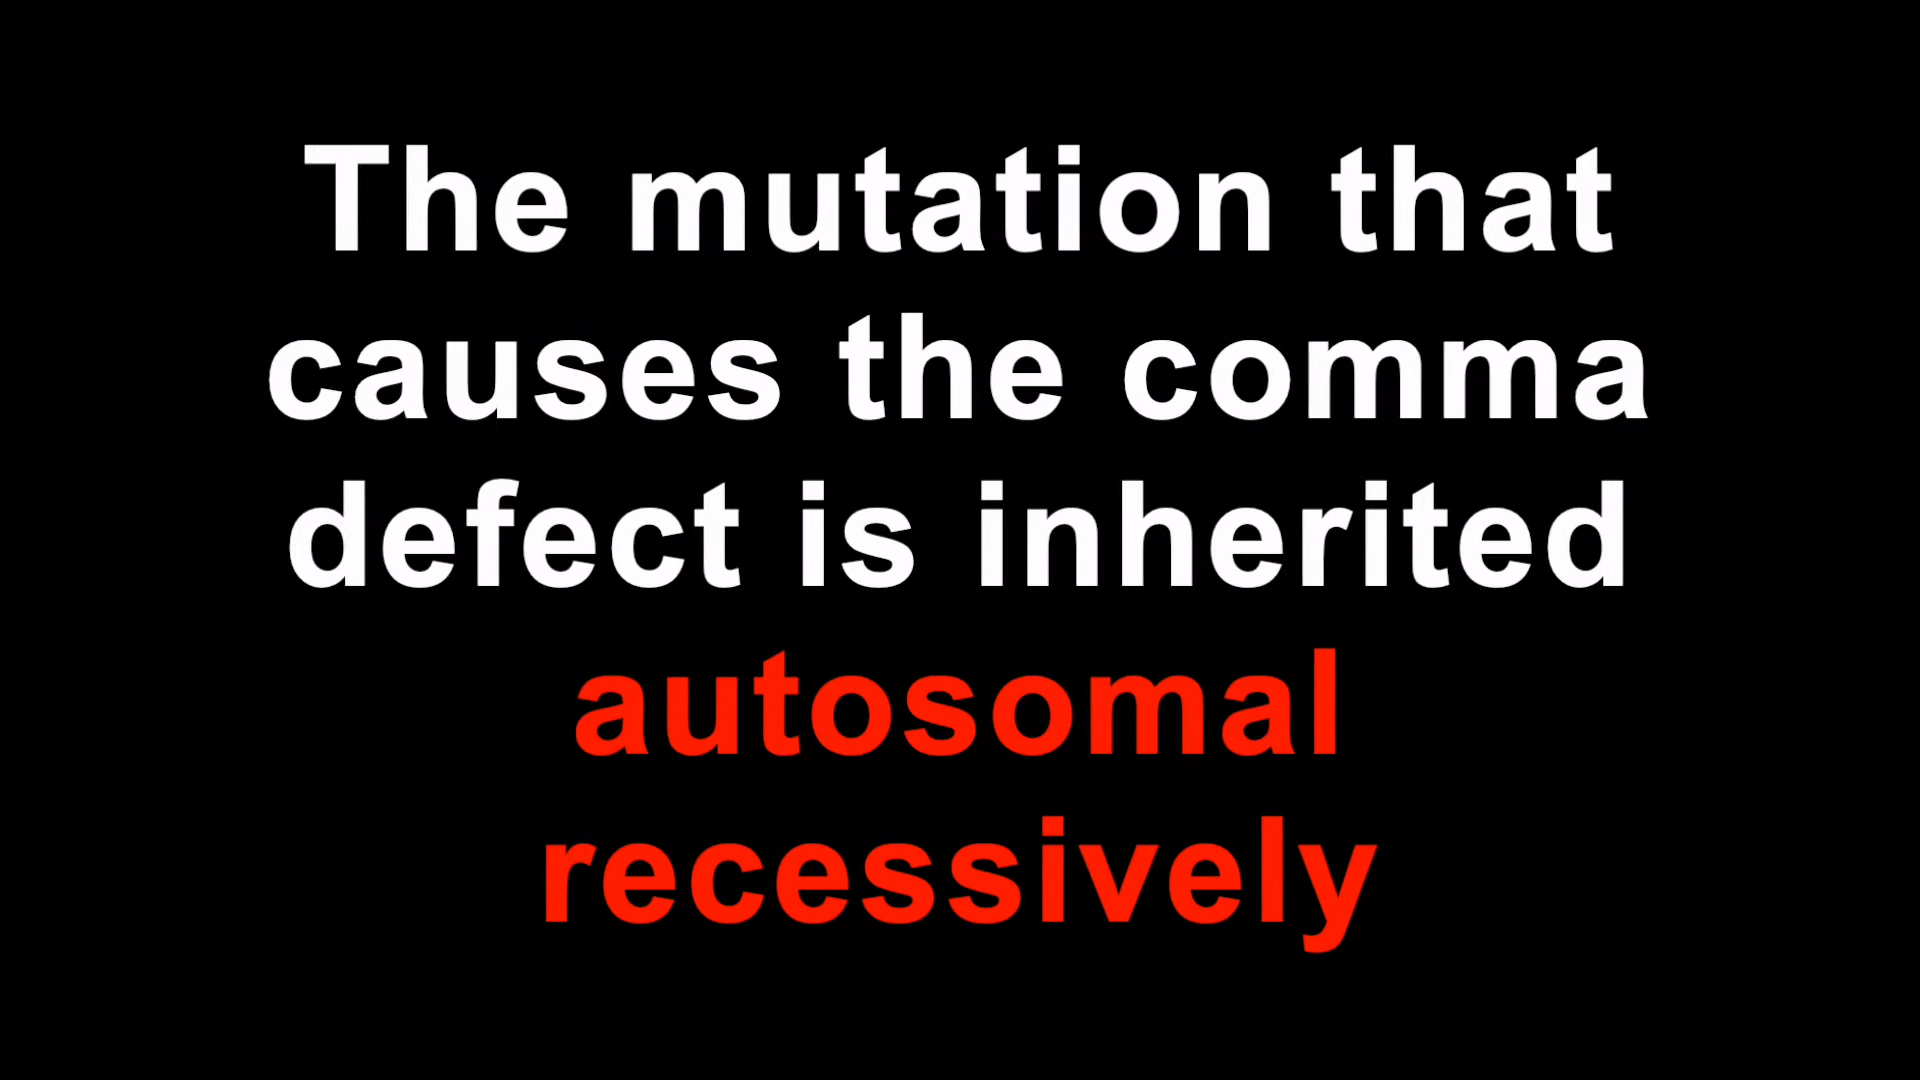 The mutation that
causes the comma
defect is inherited
autosomal
recessively